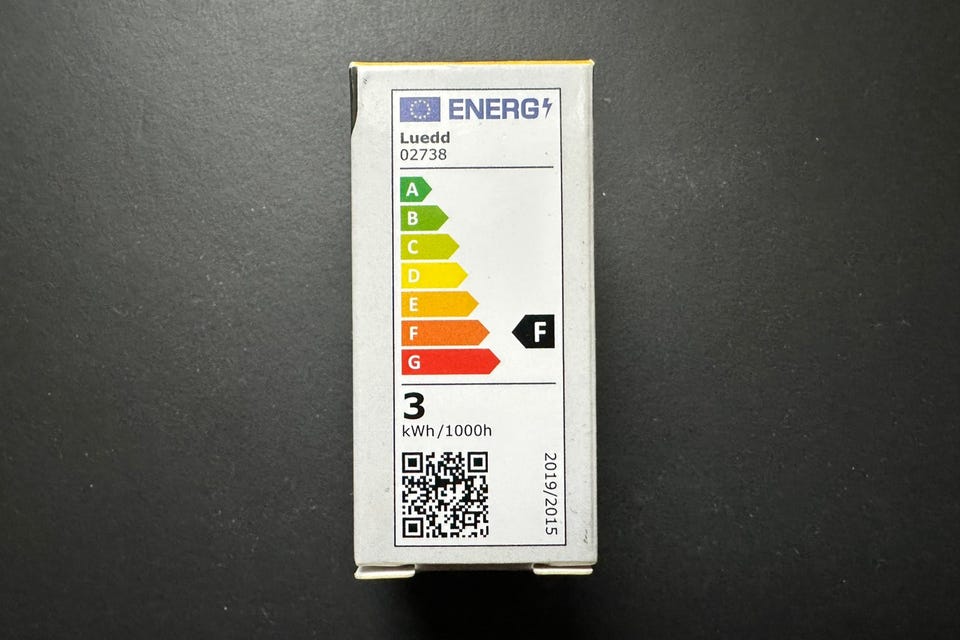 ENERG
Luedd
02738
A
B
C
D
E
F
F
G
3
kWh/1000h
2019/2015